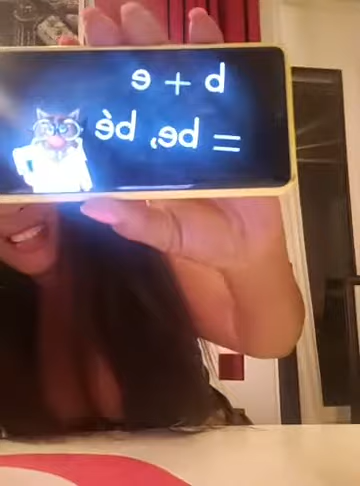 b + e
= be, bé